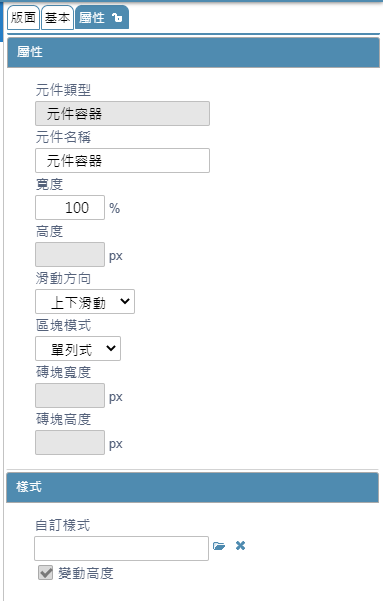 版面 基本 屬性
屬性
元件類型
元件容器
元件名稱
元件容器
寬度
100 %
高度
px
滑動方向
上下滑動
區塊模式
單列式
磚塊寬度
px
磚塊高度
px
樣式
自訂樣式
變動高度